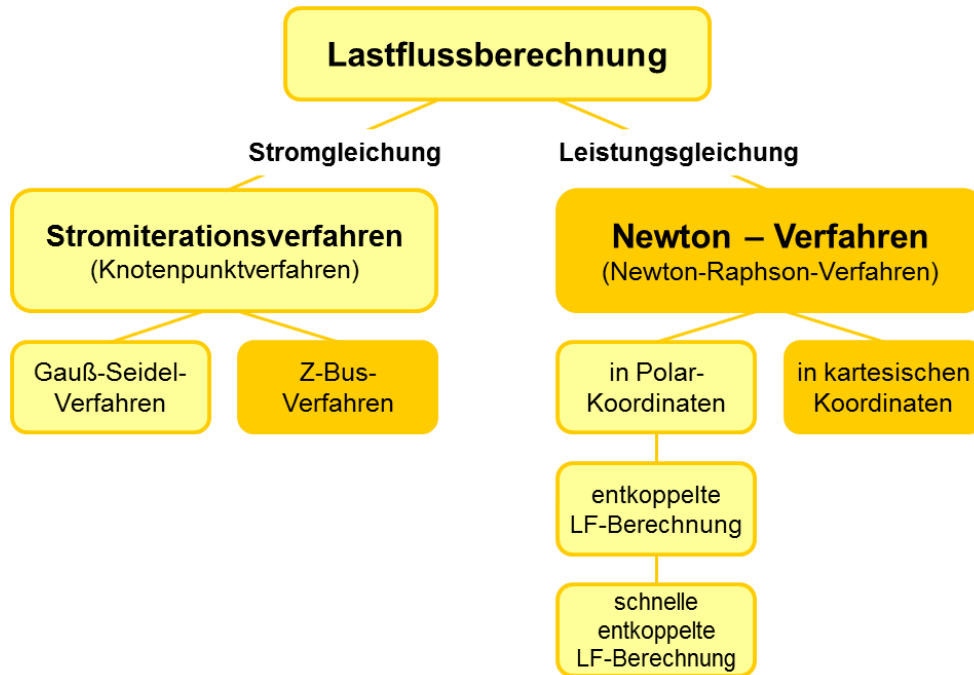 Lastflussberechnung
Stromgleichung
Leistungsgleichung
Stromiterationsverfahren
(Knotenpunktverfahren)
Newton – Verfahren
(Newton-Raphson-Verfahren)
Gauß-Seidel-
Verfahren
Z-Bus-
Verfahren
in Polar-
Koordinaten
in kartesischen
Koordinaten
entkoppelte
LF-Berechnung
schnelle
entkoppelte
LF-Berechnung